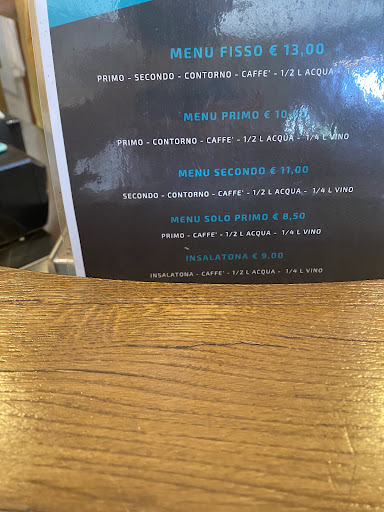 MENU FISSO € 13,00
PRIMO - SECONDO - CONTORNO - CAFFE' - 1/2 L ACQUA -
MENU PRIMO €
PRIMO - CONTORNO - CAFFE' - 1/2 L ACQUA - 1/4 L VINO
MENU SECONDO € 11,00
SECONDO - CONTORNO - CAFFE' - 1/2 L ACQUA - 1/4 L VINO
MENU SOLO PRIMO € 8,50
PRIMO - CAFFE' - 1/2 L ACQUA - 1/4 L VINO
INSALATONA € 9,00
INSALATONA - CAFFE' - 1/2 L ACQUA - 1/4 L VINO